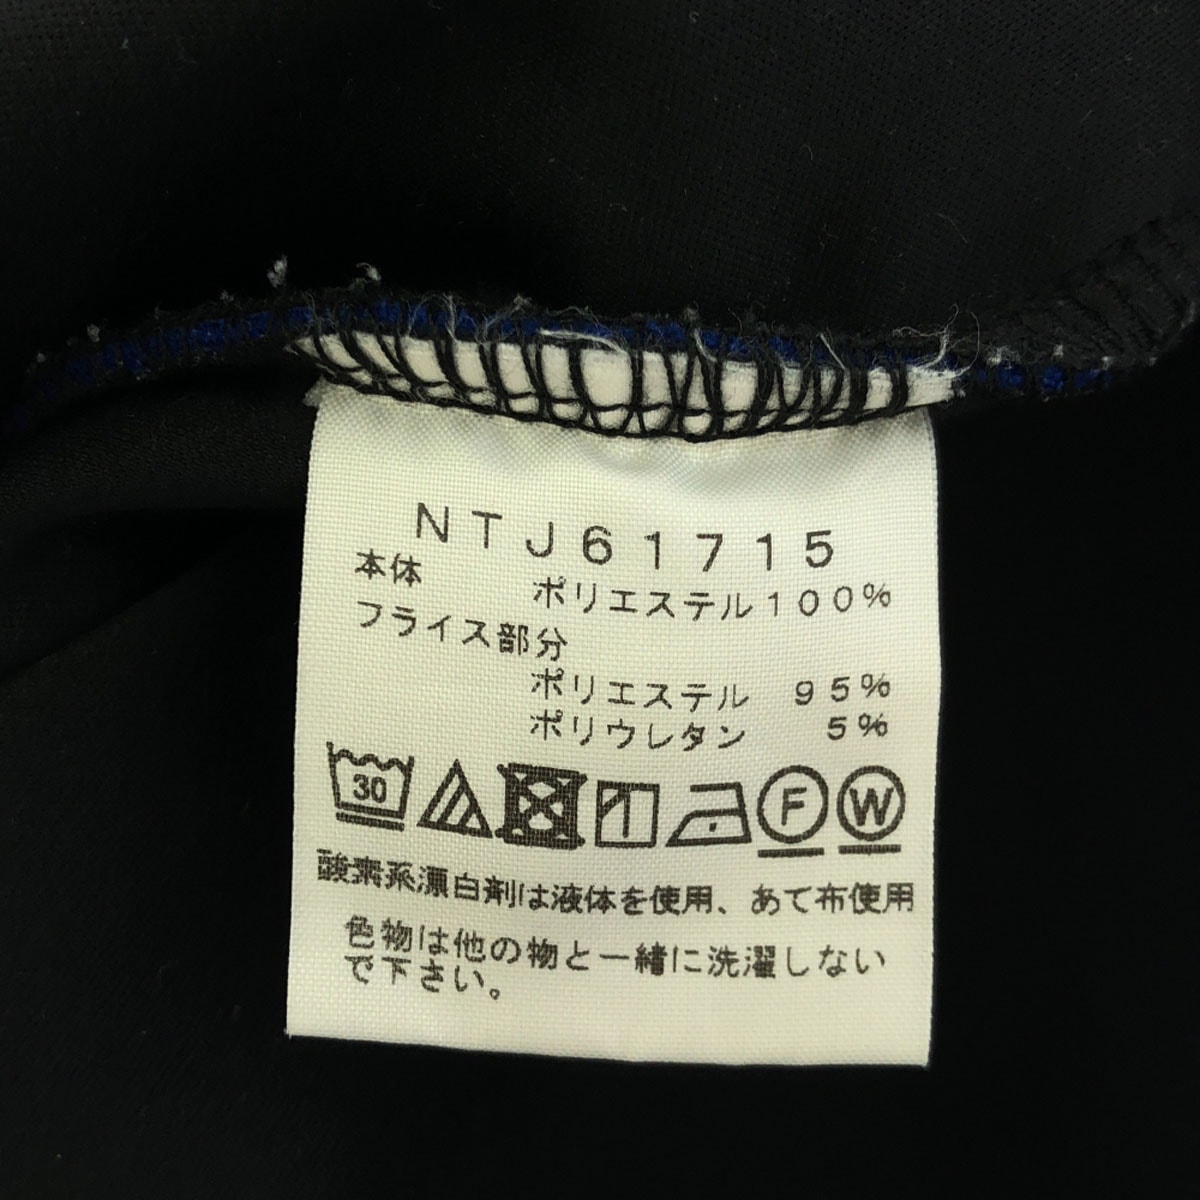 NTJ61715
本体 ポリエステル100%
フライス部分
ポリエステル 95%
ポリウレタン 5%
30 F W
酸素系漂白剤は液体を使用、あて布使用
色物は他の物と一緒に洗濯しない
で下さい。